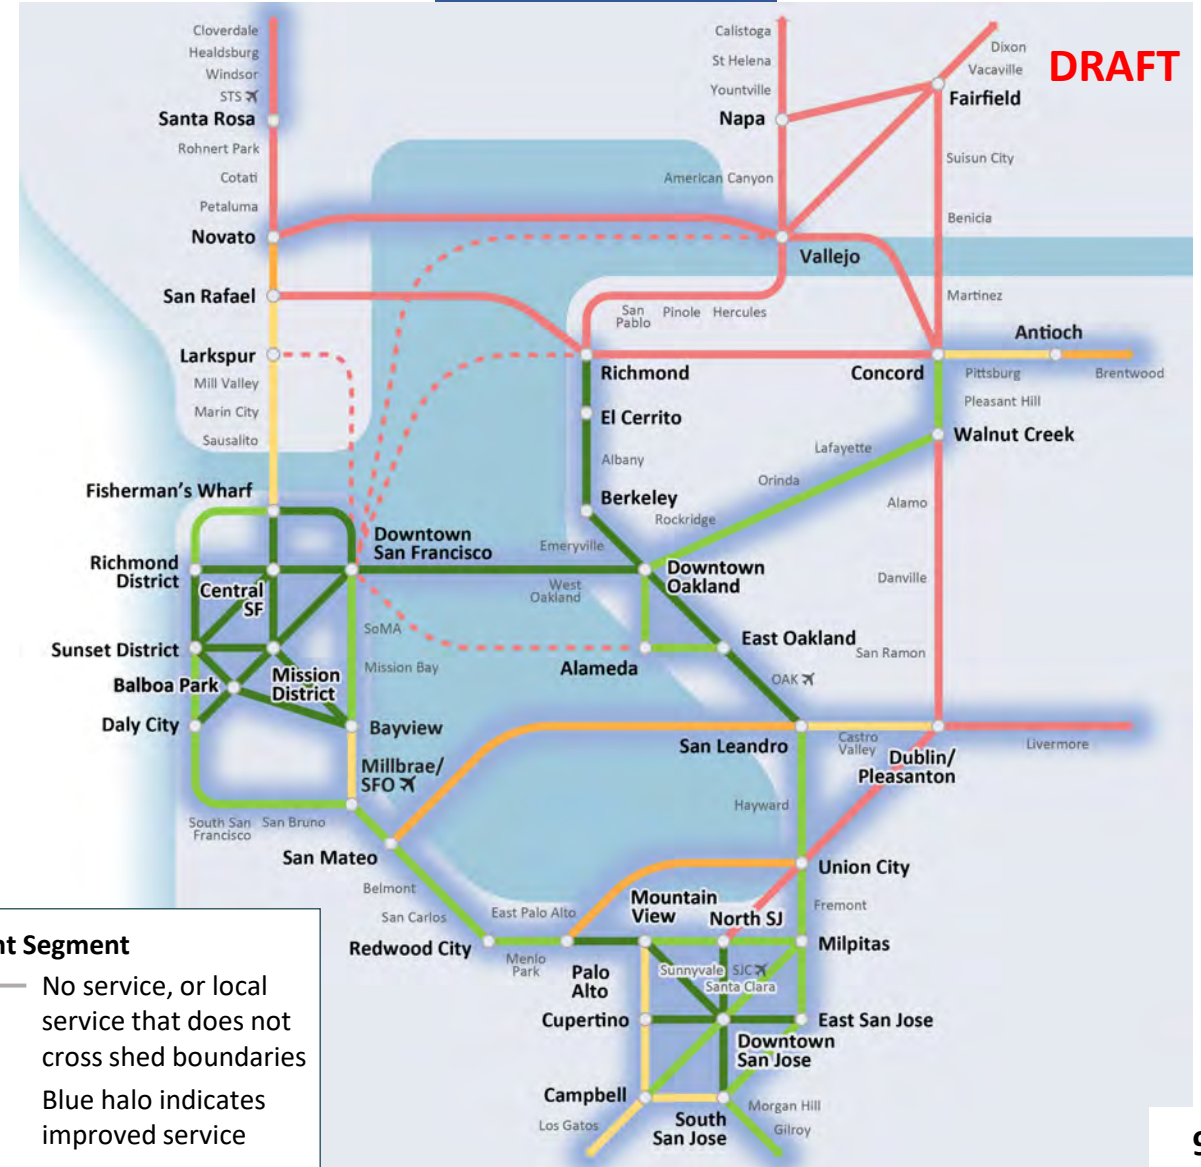 Cloverdale
Healdsburg
Windsor
STS
Santa Rosa
Rohnert Park
Cotati
Petaluma
Novato
San Rafael
Larkspur
Mill Valley
Marin City
Sausalito
Fisherman's Wharf
Calistoga
St Helena
Yountville
Napa
American Canyon
Dixon
Vacaville
DRAFT
Fairfield
Suisun City
Benicia
Vallejo
Martinez
San
Pablo
Pinole
Hercules
Antioch
Richmond
Concord
Pittsburg
Brentwood
Pleasant Hill
El Cerrito
Walnut Creek
Lafayette
Albany
Orinda
Berkeley
Rockridge
Alamo
Emeryville
Downtown
San Francisco
Richmond
District
Central
SF
West
Oakland
Downtown
Oakland
Danville
SoMA
Sunset District
East Oakland
San Ramon
Mission Bay
Alameda
Balboa Park
Mission
District
OAK
Daly City
Bayview
San Leandro
Castro
Valley
Livermore
Dublin/
Pleasanton
Millbrae/
SFO
Hayward
South San
Francisco
San Bruno
San Mateo
Union City
Belmont
Mountain
View
North SJ
Fremont
San Carlos
East Palo Alto
Redwood City
Milpitas
Menlo
Park
Palo
Alto
Sunnyvale
SJC
Santa Clara
Cupertino
East San Jose
Downtown
San Jose
Campbell
Morgan Hill
Los Gatos
South
San Jose
Gilroy
nt Segment
No service, or local
service that does not
cross shed boundaries
Blue halo indicates
improved service